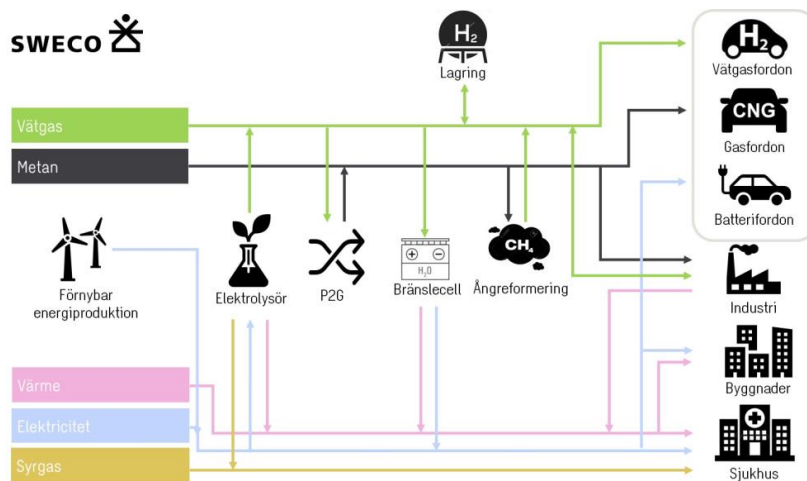 SWECO
H₂
Lagring
H₂
Vätgasfordon
Vätgas
CNG
Gasfordon
Metan
Batterifordon
Förnybar
energiproduktion
Elektrolysör
P2G
H₂O
Bränslecell
CH₄
Ångreformering
Industri
Byggnader
Värme
Elektricitet
Syrgas
Sjukhus